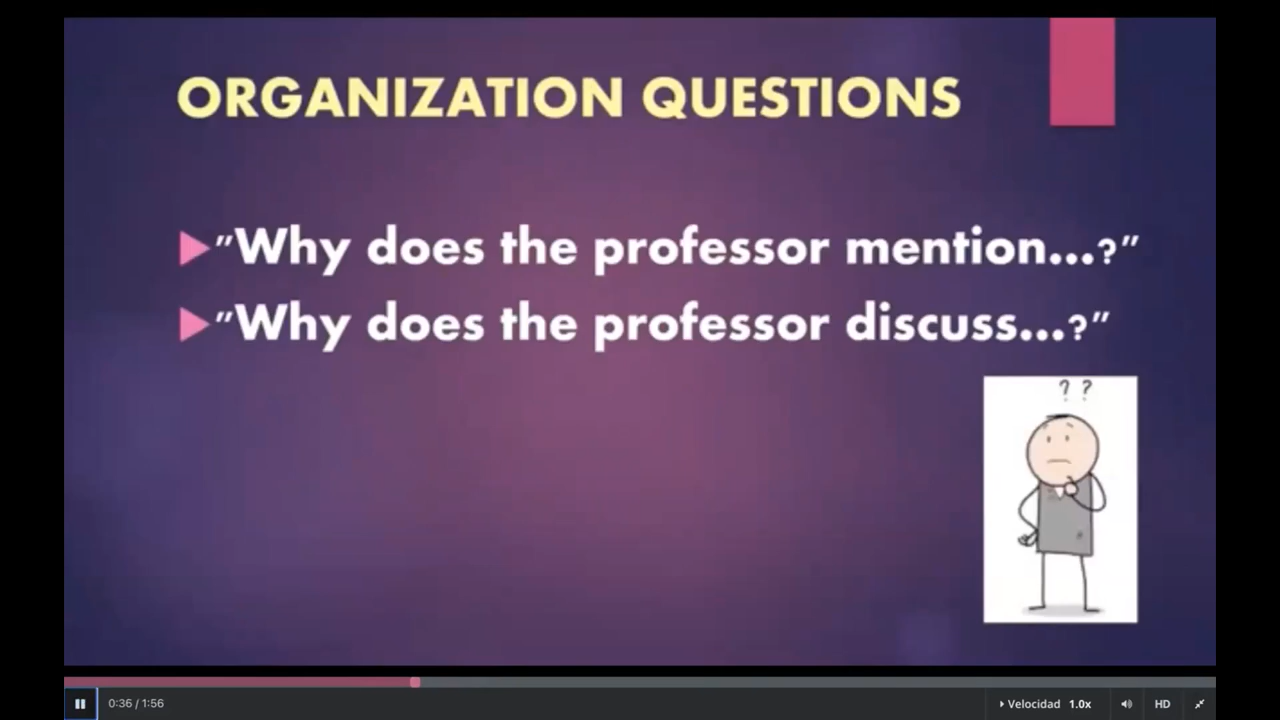 ORGANIZATION QUESTIONS
"Why does the professor mention...?"
"Why does the professor discuss...?"
? ?
0:36 / 1:56
Velocidad 1.0x
HD